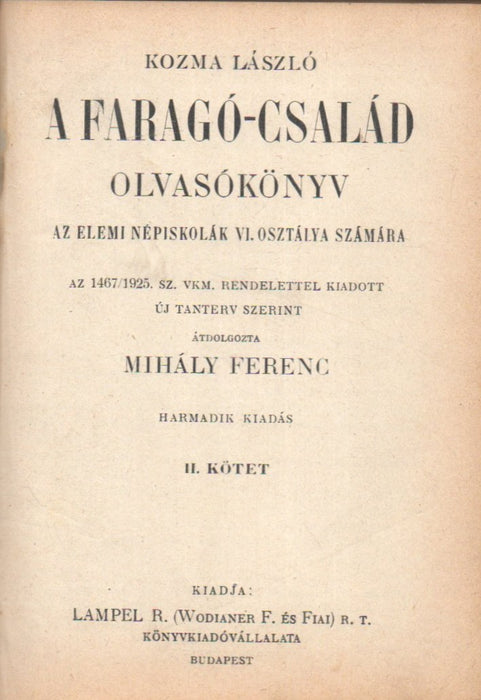 KOZMA LÁSZLÓ
A FARAGÓ-CSALÁD
OLVASÓKÖNYV
AZ ELEMI NÉPISKOLÁK VI. OSZTÁLYA SZÁMÁRA
AZ 1467/1925. SZ. VKM. RENDELETTEL KIADOTT
ÚJ TANTERV SZERINT
ÁTDOLGOZTA
MIHÁLY FERENC
HARMADIK KIADÁS
II. KÖTET
KIADJA:
LAMPEL R. (WODIANER F. ÉS FIAI) R. T.
KÖNYVKIADÓVÁLLALATA
BUDAPEST